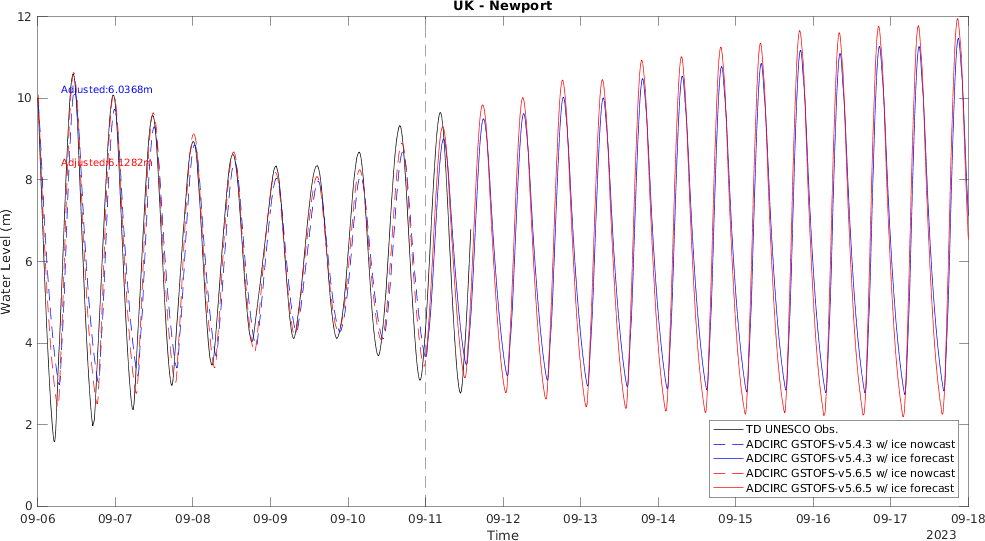 UK - Newport
12
10
8
6
4
2
0
Water Level (m)
Adjusted:6.0368m
Adjusted:6.1282m
TD UNESCO Obs.
ADCIRC GSTOFS-v5.4.3 w/ ice nowcast
ADCIRC GSTOFS-v5.4.3 w/ ice forecast
ADCIRC GSTOFS-v5.6.5 w/ ice nowcast
ADCIRC GSTOFS-v5.6.5 w/ ice forecast
09-06 09-07 09-08 09-09 09-10 09-11 09-12 09-13 09-14 09-15 09-16 09-17 09-18
Time
2023